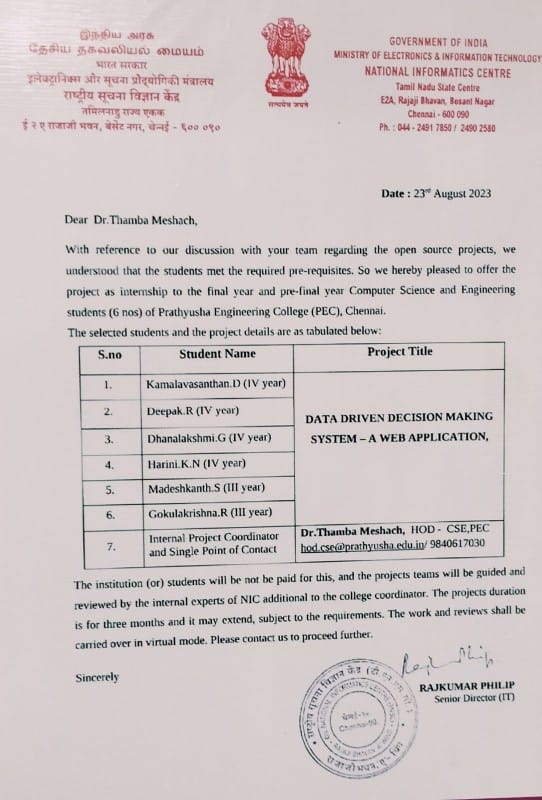 இந்திய அரசு
தேசிய தகவலியல் மையம்
भारत सरकार
इलेक्ट्रानिक्स और सूचना प्रौद्योगिकी मंत्रालय
राष्ट्रीय सूचना विज्ञान केंद्र
तमिलनाडु राज्य एकक
ई २ ए राजाजी भवन, बेसेंट नगर, चेन्नई - ६०० ०९०
सत्यमेव जयते
GOVERNMENT OF INDIA
MINISTRY OF ELECTRONICS & INFORMATION TECHNOLOGY
NATIONAL INFORMATICS CENTRE
Tamil Nadu State Centre
E2A, Rajaji Bhavan, Besant Nagar
Chennai - 600 090
Ph. : 044 - 2491 7850 / 2490 2580
Date : 23rd August 2023
Dear Dr.Thamba Meshach,
With reference to our discussion with your team regarding the open source projects, we
understood that the students met the required pre-requisites. So we hereby pleased to offer the
project as internship to the final year and pre-final year Computer Science and Engineering
students (6 nos) of Prathyusha Engineering College (PEC), Chennai.
The selected students and the project details are as tabulated below:
S.no Student Name Project Title
1. Kamalavasanthan.D (IV year)
2. Deepak.R (IV year)
3. Dhanalakshmi.G (IV year)
4. Harini.K.N (IV year)
5. Madeshkanth.S (III year)
6. Gokulakrishna.R (III year)
DATA DRIVEN DECISION MAKING
SYSTEM – A WEB APPLICATION,
7. Internal Project Coordinator
and Single Point of Contact
Dr.Thamba Meshach, HOD - CSE,PEC
hod.cse@prathyusha.edu.in/ 9840617030
The institution (or) students will be not be paid for this, and the projects teams will be guided and
reviewed by the internal experts of NIC additional to the college coordinator. The projects duration
is for three months and it may extend, subject to the requirements. The work and reviews shall be
carried over in virtual mode. Please contact us to proceed further.
Sincerely
RAJKUMAR PHILIP
Senior Director (IT)
राष्ट्रीय सूचना विज्ञान केंद्र
Chennai-90.